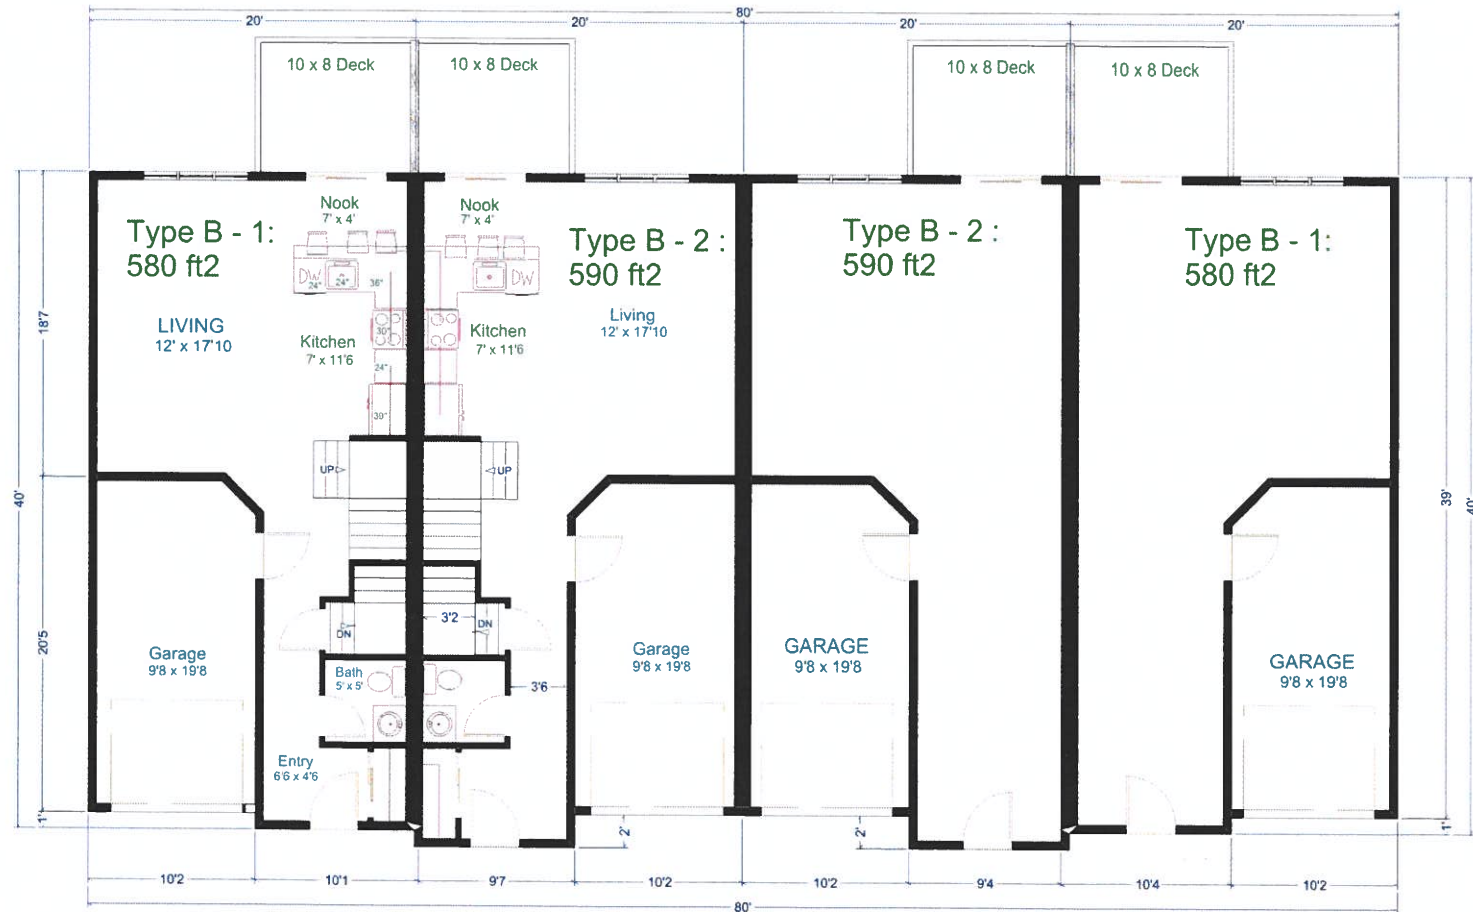 80'
20'
20'
20'
20'
10 x 8 Deck
10 x 8 Deck
10 x 8 Deck
10 x 8 Deck
Nook
7' x 4'
Nook
7' x 4'
Type B - 1:
580 ft2
Type B - 2 :
590 ft2
Type B - 2 :
590 ft2
Type B - 1:
580 ft2
DW
24"
24"
36"
DW
LIVING
12' x 17'10
Kitchen
7' x 11'6
30"
24"
39"
Kitchen
7' x 11'6
Living
12' x 17'10
18'7
UP
UP
40'
39'
40'
20'5
DN
3'2
DN
Garage
9'8 x 19'8
Bath
5' x 5'
3'6
Garage
9'8 x 19'8
GARAGE
9'8 x 19'8
GARAGE
9'8 x 19'8
Entry
6'6 x 4'6
1'
2'
2'
1'
10'2
10'1
9'7
10'2
10'2
9'4
10'4
10'2
80'